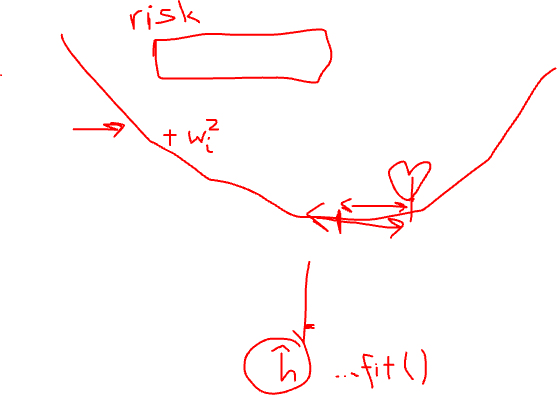 risk
+ w_i^2
ĥ ...fit()